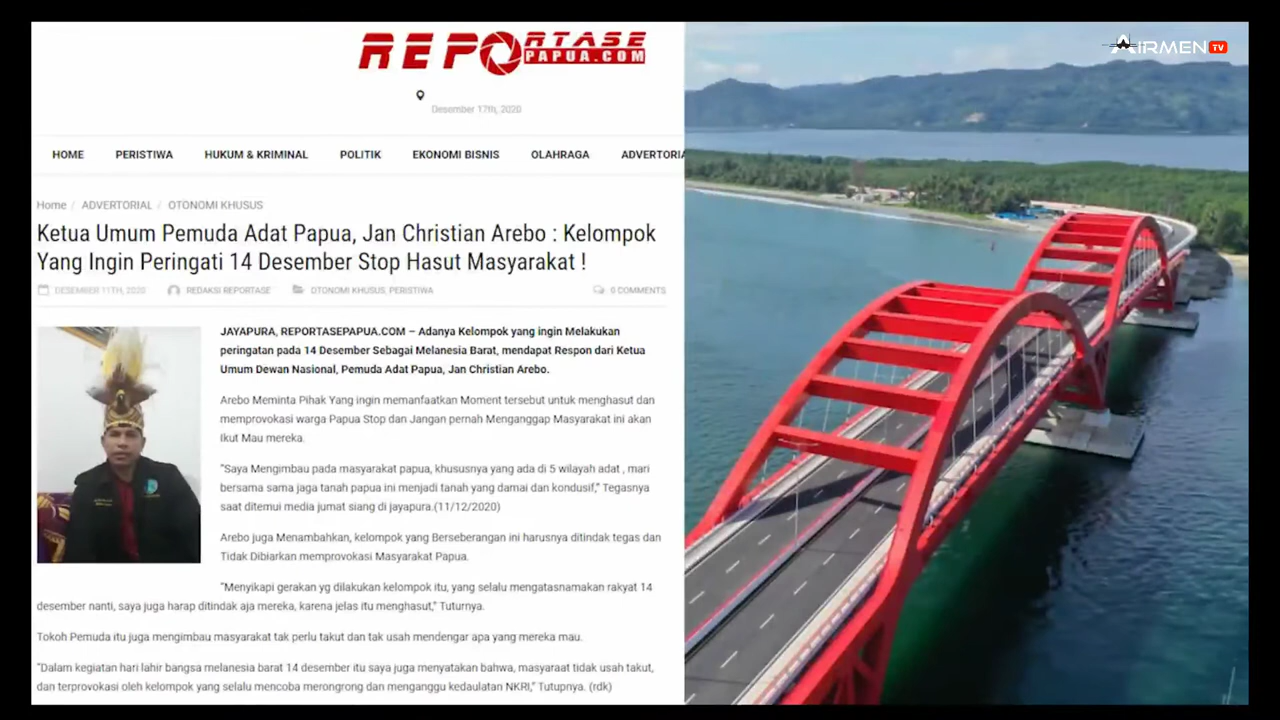 REPORTASE
PAPUA.COM
AIRMEN TV
Desember 17th, 2020
HOME PERISTIWA HUKUM & KRIMINAL POLITIK EKONOMI BISNIS OLAHRAGA ADVERTORIA
Home / ADVERTORIAL / OTONOMI KHUSUS
Ketua Umum Pemuda Adat Papua, Jan Christian Arebo : Kelompok
Yang Ingin Peringati 14 Desember Stop Hasut Masyarakat !
DESEMBER 11TH, 2020 REDAKSI REPORTASE OTONOMI KHUSUS, PERISTIWA 0 COMMENTS
JAYAPURA, REPORTASEPAPUA.COM – Adanya Kelompok yang ingin Melakukan
peringatan pada 14 Desember Sebagai Melanesia Barat, mendapat Respon dari Ketua
Umum Dewan Nasional, Pemuda Adat Papua, Jan Christian Arebo.
Arebo Meminta Pihak Yang ingin memanfaatkan Moment tersebut untuk menghasut dan
memprovokasi warga Papua Stop dan Jangan pernah Menganggap Masyarakat ini akan
Ikut Mau mereka.
"Saya Mengimbau pada masyarakat papua, khususnya yang ada di 5 wilayah adat , mari
bersama sama jaga tanah papua ini menjadi tanah yang damai dan kondusif," Tegasnya
saat ditemui media jumat siang di jayapura.(11/12/2020)
Arebo juga Menambahkan, kelompok yang Berseberangan ini harusnya ditindak tegas dan
Tidak Dibiarkan memprovokasi Masyarakat Papua.
"Menyikapi gerakan yg dilakukan kelompok itu, yang selalu mengatasnamakan rakyat 14
desember nanti, saya juga harap ditindak aja mereka, karena jelas itu menghasut," Tuturnya.
Tokoh Pemuda itu juga mengimbau masyarakat tak perlu takut dan tak usah mendengar apa yang mereka mau.
"Dalam kegiatan hari lahir bangsa melanesia barat 14 desember itu saya juga menyatakan bahwa, masyaraat tidak usah takut,
dan terprovokasi oleh kelompok yang selalu mencoba merongrong dan menganggu kedaulatan NKRI," Tutupnya. (rdk)